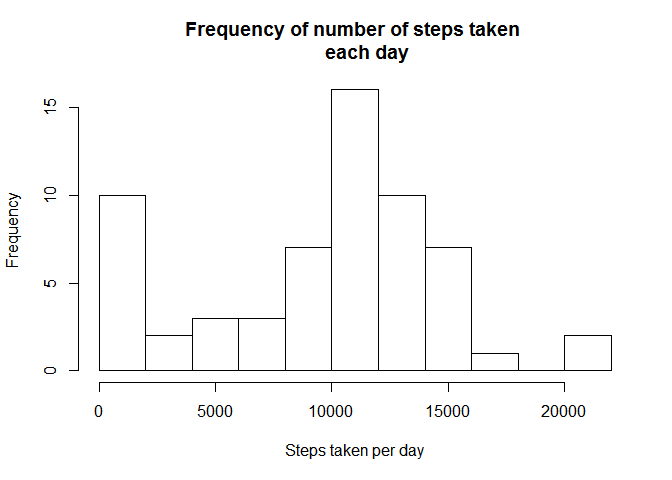 Frequency of number of steps taken
each day
15
10
5
0
Frequency
0 5000 10000 15000 20000
Steps taken per day